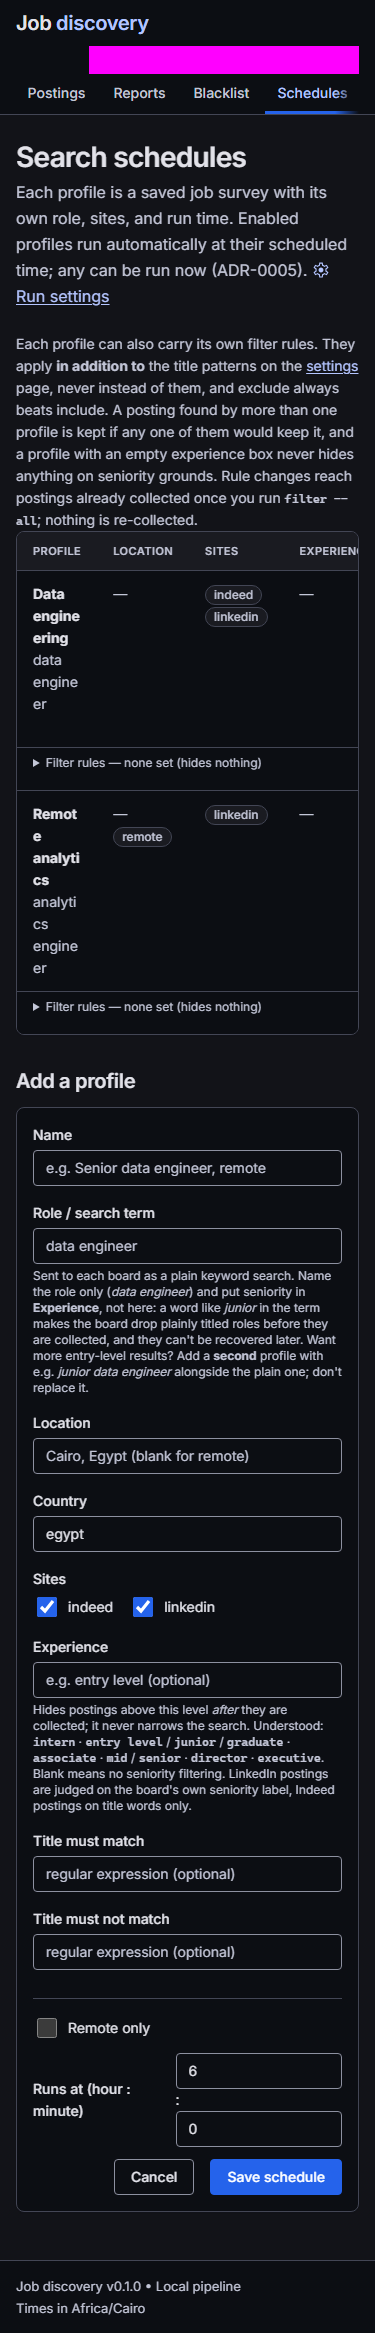 Job discovery
Postings Reports Blacklist Schedules
Search schedules
Each profile is a saved job survey with its
own role, sites, and run time. Enabled
profiles run automatically at their scheduled
time; any can be run now (ADR-0005).
Run settings
Each profile can also carry its own filter rules. They
apply in addition to the title patterns on the settings
page, never instead of them, and exclude always
beats include. A posting found by more than one
profile is kept if any one of them would keep it, and
a profile with an empty experience box never hides
anything on seniority grounds. Rule changes reach
postings already collected once you run filter --
all; nothing is re-collected.
PROFILE LOCATION SITES EXPERIENC
Data — indeed —
engine linkedin
ering
data
engine
er
Filter rules — none set (hides nothing)
Remot — linkedin —
e remote
analyti
cs
analyti
cs
engine
er
Filter rules — none set (hides nothing)
Add a profile
Name
e.g. Senior data engineer, remote
Role / search term
data engineer
Sent to each board as a plain keyword search. Name
the role only (data engineer) and put seniority in
Experience, not here: a word like junior in the term
makes the board drop plainly titled roles before they
are collected, and they can't be recovered later. Want
more entry-level results? Add a second profile with
e.g. junior data engineer alongside the plain one; don't
replace it.
Location
Cairo, Egypt (blank for remote)
Country
egypt
Sites
indeed linkedin
Experience
e.g. entry level (optional)
Hides postings above this level after they are
collected; it never narrows the search. Understood:
intern · entry level / junior / graduate ·
associate · mid / senior · director · executive.
Blank means no seniority filtering. LinkedIn postings
are judged on the board's own seniority label, Indeed
postings on title words only.
Title must match
regular expression (optional)
Title must not match
regular expression (optional)
Remote only
Runs at (hour :
minute)
6
:
0
Cancel Save schedule
Job discovery v0.1.0 • Local pipeline
Times in Africa/Cairo